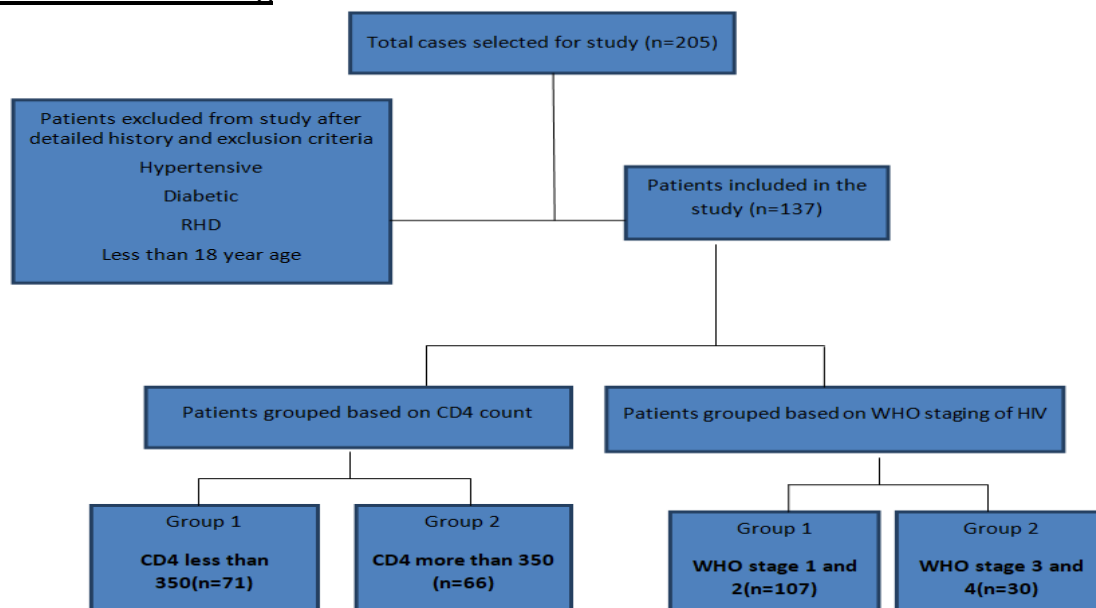 Total cases selected for study (n=205)
Patients excluded from study after
detailed history and exclusion criteria
Hypertensive
Diabetic
RHD
Less than 18 year age
Patients included in the
study (n=137)
Patients grouped based on CD4 count
Patients grouped based on WHO staging of HIV
Group 1
CD4 less than
350(n=71)
Group 2
CD4 more than 350
(n=66)
Group 1
WHO stage 1 and
2(n=107)
Group 2
WHO stage 3 and
4(n=30)